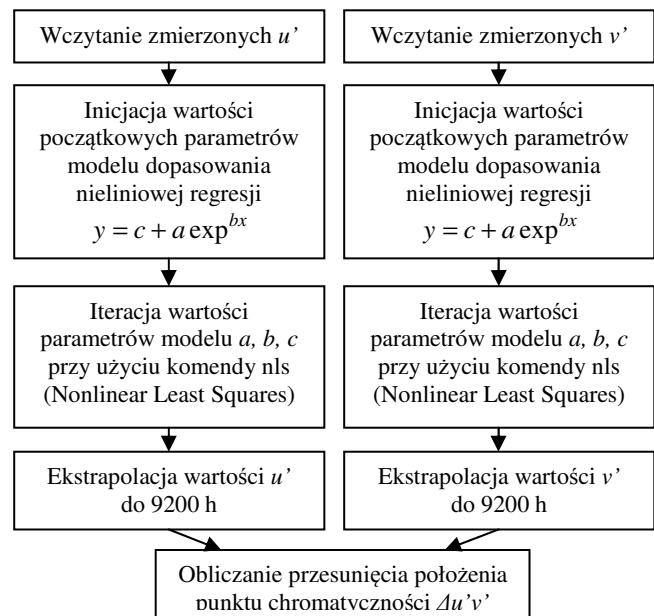 Wczytanie zmierzonych u’
Inicjacja wartości
początkowych parametrów
modelu dopasowania
nieliniowej regresji
y = c + a exp^{bx}
Iteracja wartości
parametrów modelu a, b, c
przy użyciu komendy nls
(Nonlinear Least Squares)
Ekstrapolacja wartości u’
do 9200 h
Wczytanie zmierzonych v’
Inicjacja wartości
początkowych parametrów
modelu dopasowania
nieliniowej regresji
y = c + a exp^{bx}
Iteracja wartości
parametrów modelu a, b, c
przy użyciu komendy nls
(Nonlinear Least Squares)
Ekstrapolacja wartości v’
do 9200 h
Obliczanie przesunięcia położenia
punktu chromatyczności Δu’v’